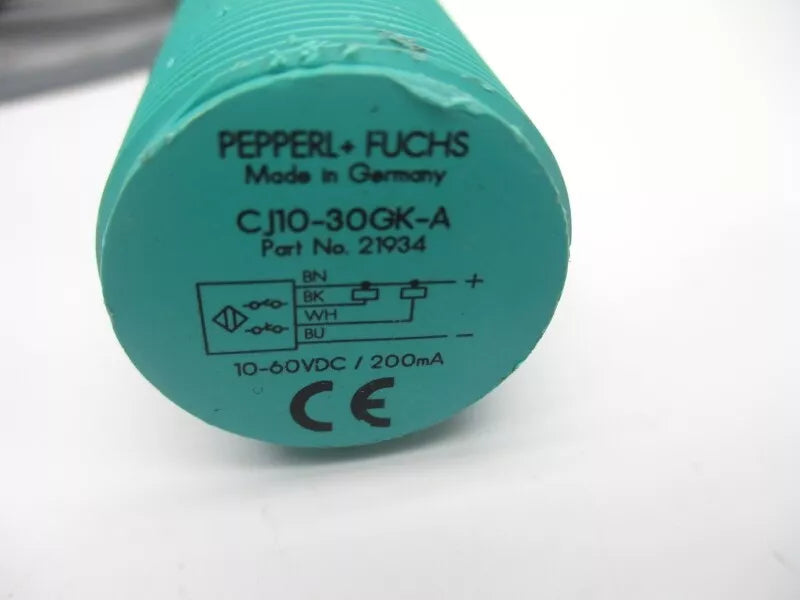 PEPPERL+ FUCHS
Made in Germany
CJ10-30GK-A
Part No. 21934
BN
+
BK
WH
BU
-
10-60VDC / 200mA
CE